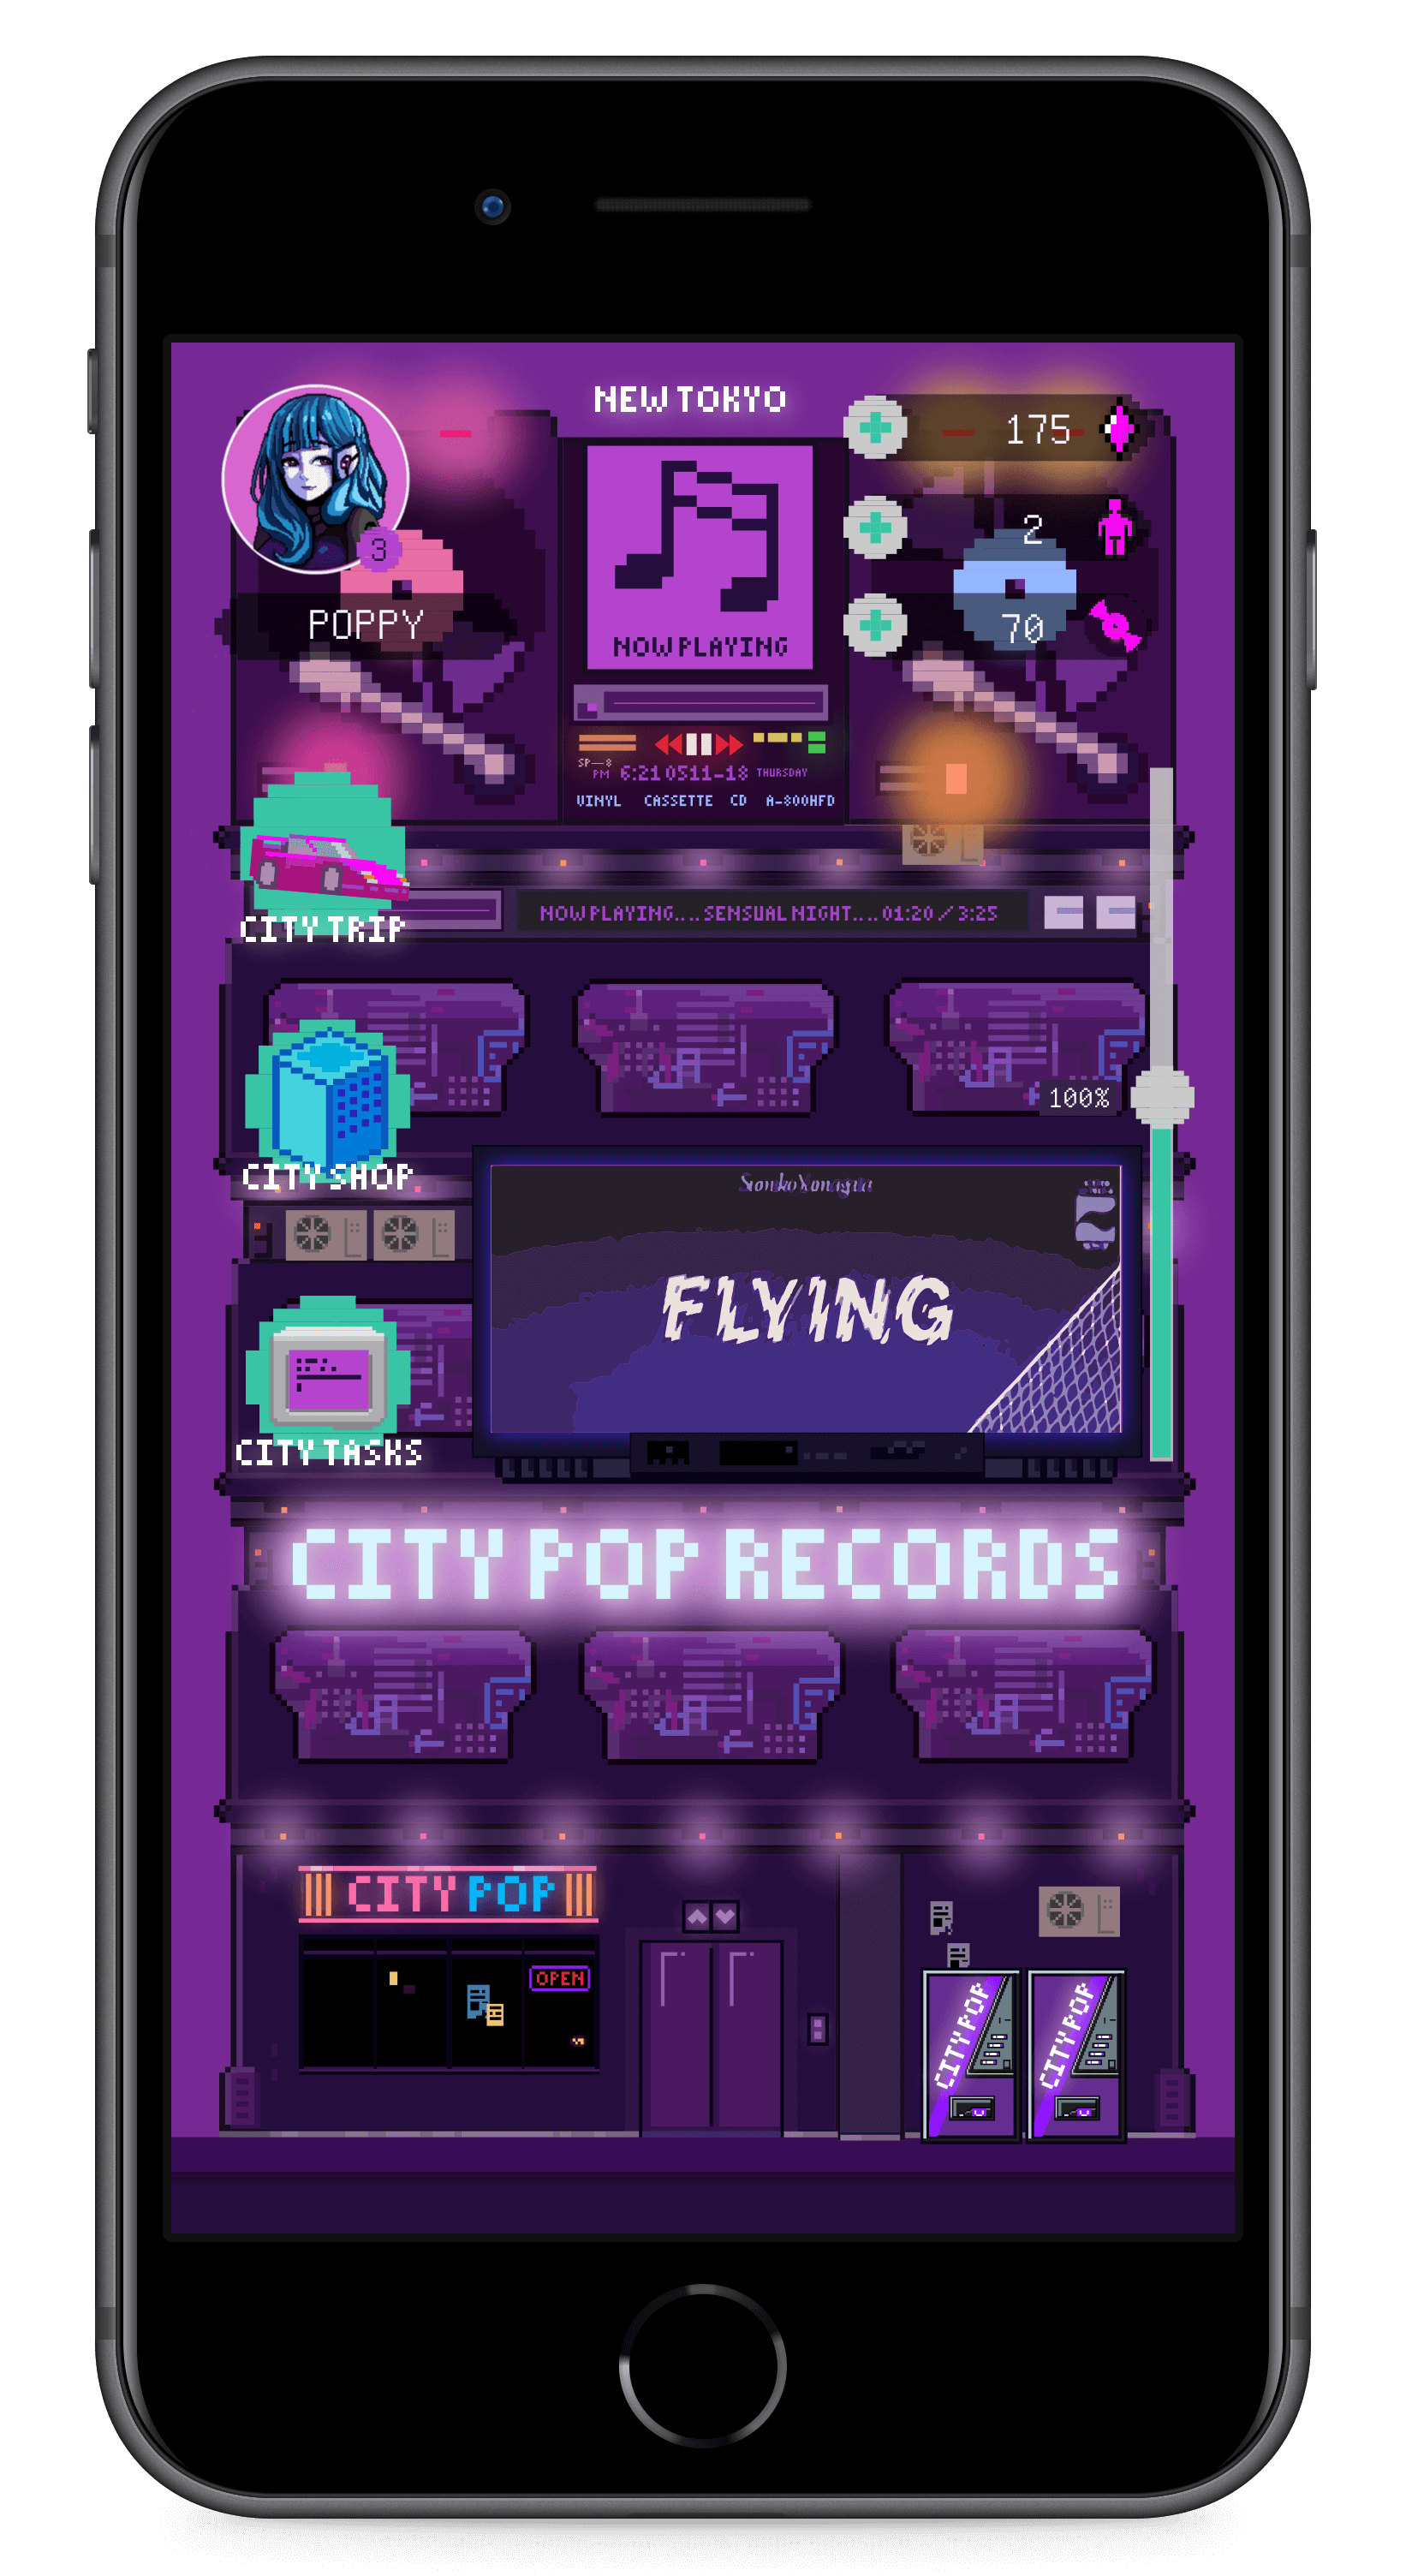 NEW TOKYO
175
2
3
POPPY
70
NOW PLAYING
SP--8
PM 6:21 0511-18 THURSDAY
VINYL CASSETTE CD A-800HFD
NOW PLAYING.... SENSUAL NIGHT.... 01:20 / 3:25
CITY TRIP
100%
CITY SHOP
FLYING
CITY TASKS
CITY POP RECORDS
CITY POP
OPEN
CITY POP
CITY POP